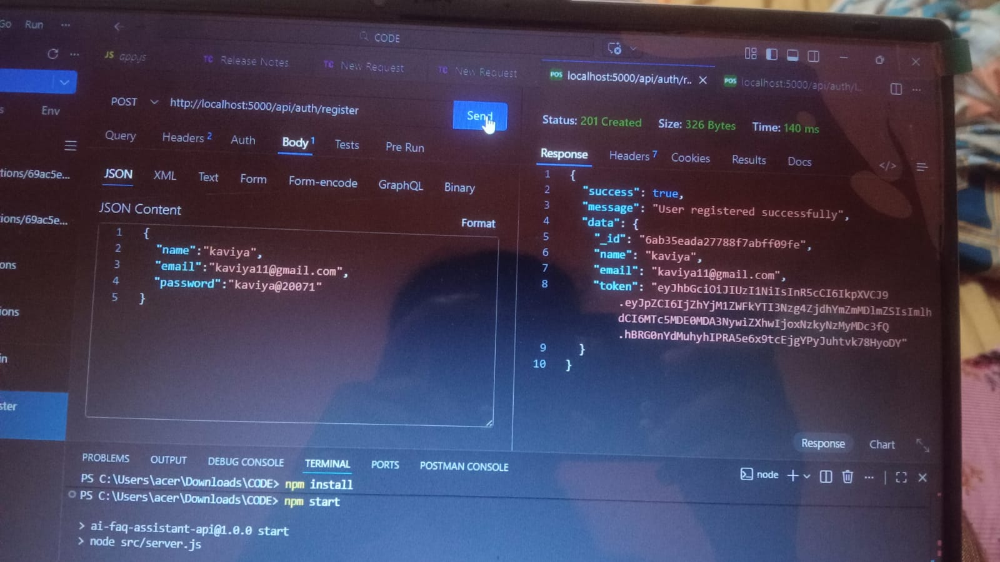 Go Run ...
CODE
JS app.js
TC Release Notes
TC New Request
TC New Request
POS localhost:5000/api/auth/r..
POS localhost:5000/api/auth/l...
POST http://localhost:5000/api/auth/register
Send
s Env
Query Headers 2 Auth Body 1 Tests Pre Run
JSON XML Text Form Form-encode GraphQL Binary
JSON Content
Format
1 {
2 "name":"kaviya",
3 "email":"kaviya11@gmail.com",
4 "password":"kaviya@20071"
5 }
tions/69ac5e...
ions/69ac5e...
ons
ions
in
ster
Status: 201 Created Size: 326 Bytes Time: 140 ms
Response Headers 7 Cookies Results Docs
1 {
2 "success": true,
3 "message": "User registered successfully",
4 "data": {
5 "_id": "6ab35eada27788f7abff09fe",
6 "name": "kaviya",
7 "email": "kaviya11@gmail.com",
8 "token": "eyJhbGciOiJIUzI1NiIsInR5cCI6IkpXVCJ9
.eyJpZCI6IjZhYjM1ZWFkYTI3Nzg4ZjdhYmZmMDlmZSIsImlh
dCI6MTc5MDE0MDA3NywiZXhwIjoxNzkyNzMyMDc3fQ
.hBRG0nYdMuhyhIPRA5e6x9tcEjgYPyJuhtvk78HyoDY"
9 }
10 }
Response Chart
PROBLEMS OUTPUT DEBUG CONSOLE TERMINAL PORTS POSTMAN CONSOLE
node
PS C:\Users\acer\Downloads\CODE> npm install
PS C:\Users\acer\Downloads\CODE> npm start
> ai-faq-assistant-api@1.0.0 start
> node src/server.js